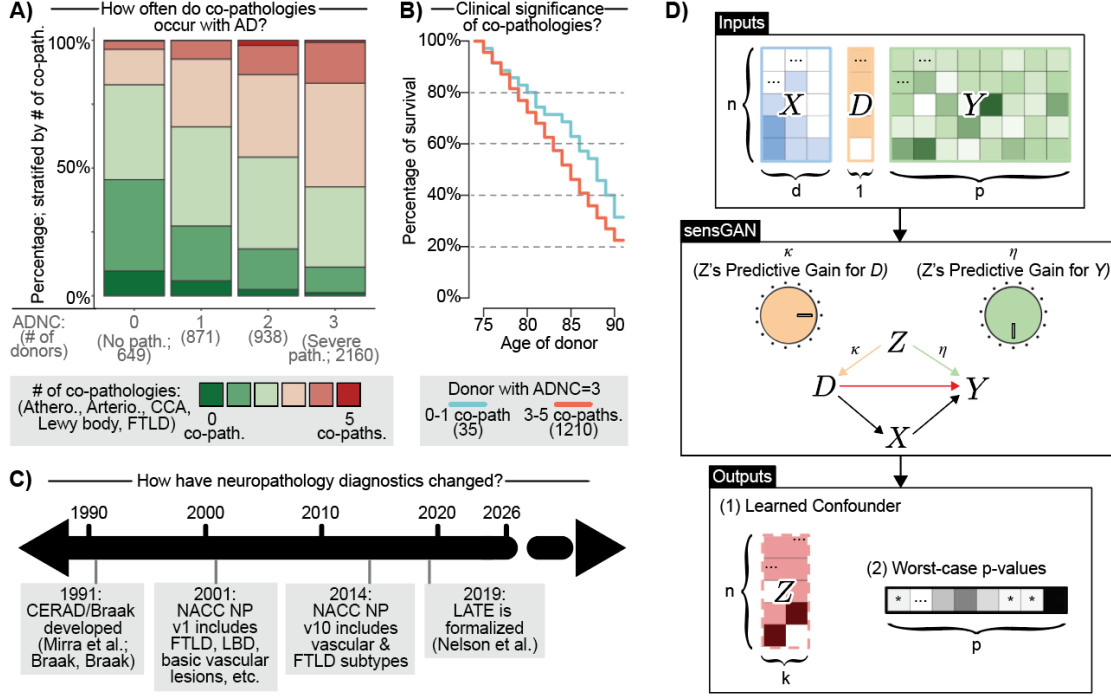 A)
How often do co-pathologies
occur with AD?
Percentage; stratifed by # of co-path.
100%
50%
0%
ADNC:
(# of
donors)
0
(No path.;
649)
1
(871)
2
(938)
3
(Severe
path.; 2160)
# of co-pathologies:
(Athero., Arterio., CCA,
Lewy body, FTLD)
0
co-path.
5
co-paths.
B)
Clinical significance
of co-pathologies?
Percentage of survival
100%
80%
60%
40%
20%
0%
75
80
85
90
Age of donor
Donor with ADNC=3
0-1 co-path
(35)
3-5 co-paths.
(1210)
C)
How have neuropathology diagnostics changed?
1990
2000
2010
2020
2026
1991:
CERAD/Braak
developed
(Mirra et al.;
Braak, Braak)
2001:
NACC NP
v1 includes
FTLD, LBD,
basic vascular
lesions, etc.
2014:
NACC NP
v10 includes
vascular &
FTLD subtypes
2019:
LATE is
formalized
(Nelson et al.)
D)
Inputs
n
... X
...
d
... D
1
... Y
...
p
sensGAN
κ
(Z's Predictive Gain for D)
η
(Z's Predictive Gain for Y)
Z
κ
η
D
Y
X
Outputs
(1) Learned Confounder
n
...
...
Z
k
(2) Worst-case p-values
* ... * *
p